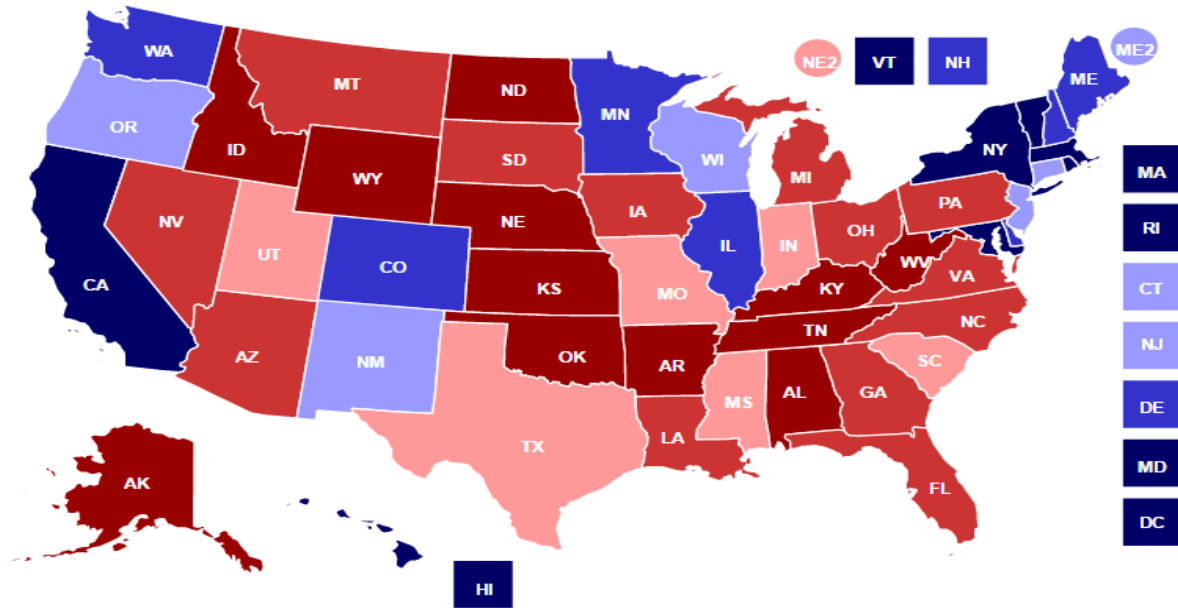 WA
ME2
NE2
VT
NH
ME
MT
ND
MN
OR
ID
SD
WI
NY
WY
MI
MA
NV
NE
IA
PA
RI
UT
CO
IL
IN
OH
WV
VA
CA
KS
MO
KY
CT
AZ
NM
OK
AR
TN
NC
NJ
MS
AL
GA
SC
DE
TX
LA
FL
MD
AK
DC
HI